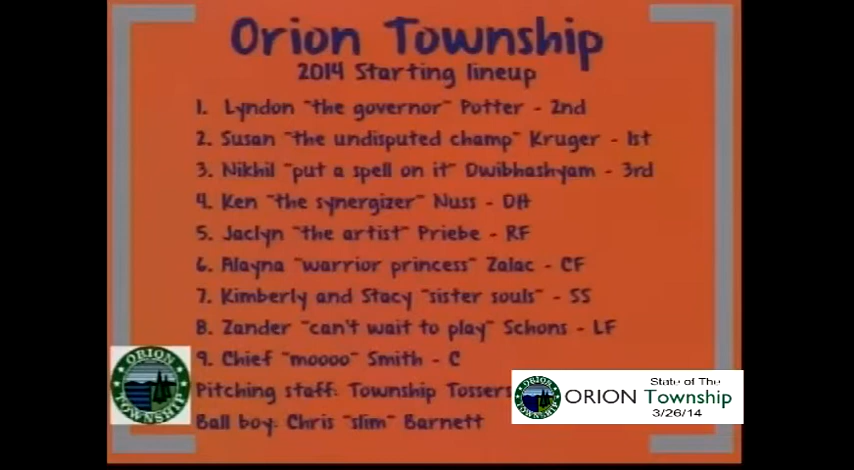 Orion Township
2014 Starting lineup
1. Lyndon "the governor" Potter - 2nd
2. Susan "the undisputed champ" Kruger - 1st
3. Nikhil "put a spell on it" Dwibhashyam - 3rd
4. Ken "the synergizer" Nuss - DH
5. Jaclyn "the artist" Priebe - RF
6. Alayna "warrior princess" Zalac - CF
7. Kimberly and Stacy "sister souls" - SS
8. Zander "can't wait to play" Schons - LF
9. Chief "moooo" Smith - C
Pitching staff: Township Tossers
Ball boy: Chris "slim" Barnett
ORION
TOWNSHIP
ORION
TOWNSHIP
State of The
ORION Township
3/26/14